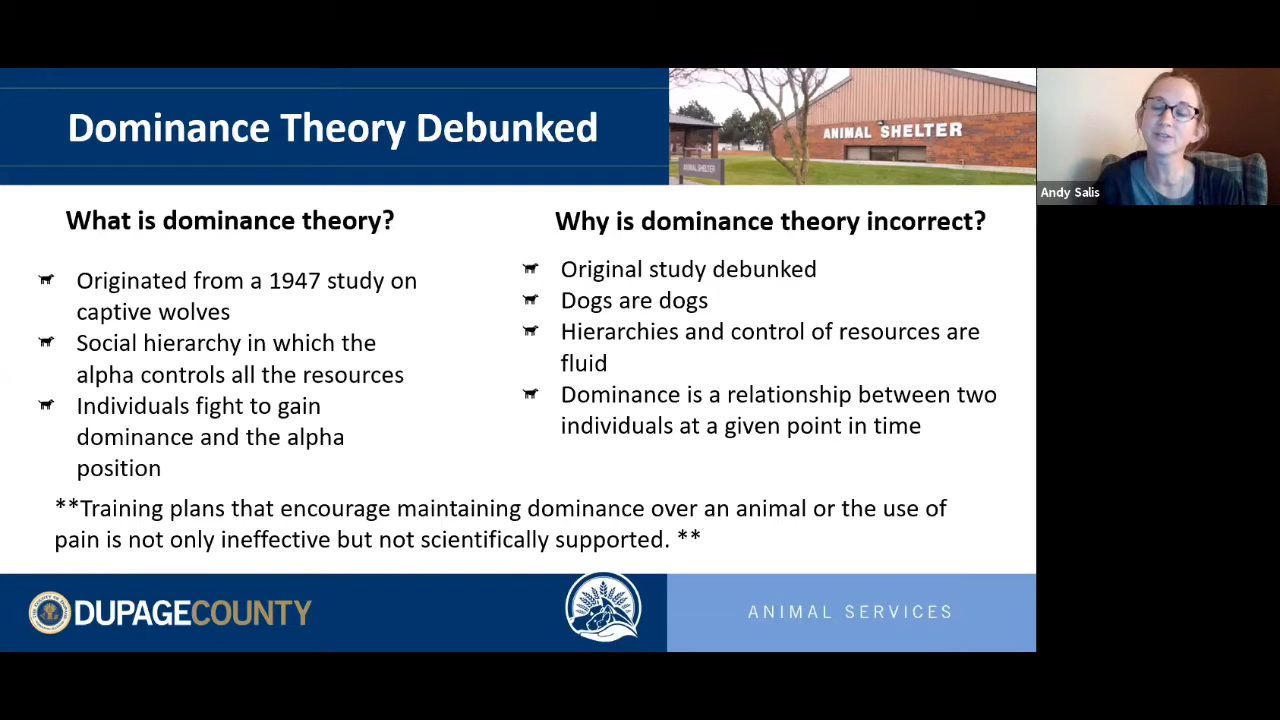 Dominance Theory Debunked
ANIMAL SHELTER
ANIMAL SHELTER
Andy Salis
What is dominance theory?
Originated from a 1947 study on
captive wolves
Social hierarchy in which the
alpha controls all the resources
Individuals fight to gain
dominance and the alpha
position
Why is dominance theory incorrect?
Original study debunked
Dogs are dogs
Hierarchies and control of resources are
fluid
Dominance is a relationship between two
individuals at a given point in time
**Training plans that encourage maintaining dominance over an animal or the use of
pain is not only ineffective but not scientifically supported. **
DUPAGECOUNTY
ANIMAL SERVICES